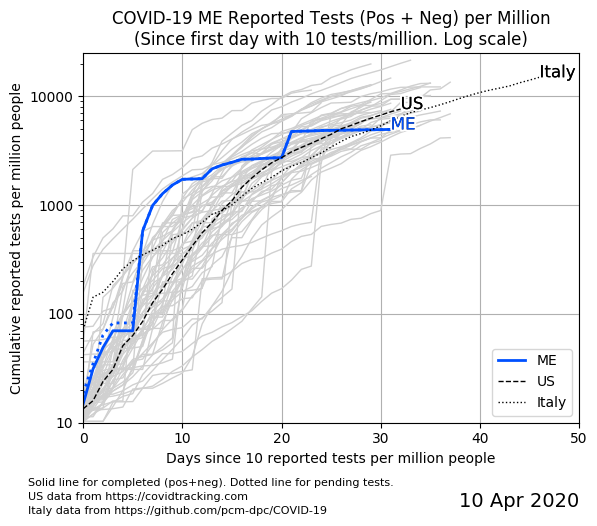 COVID-19 ME Reported Tests (Pos + Neg) per Million
(Since first day with 10 tests/million. Log scale)
Cumulative reported tests per million people
10000
1000
100
10
Italy
US
ME
ME
US
Italy
0 10 20 30 40 50
Days since 10 reported tests per million people
Solid line for completed (pos+neg). Dotted line for pending tests.
US data from https://covidtracking.com
Italy data from https://github.com/pcm-dpc/COVID-19
10 Apr 2020